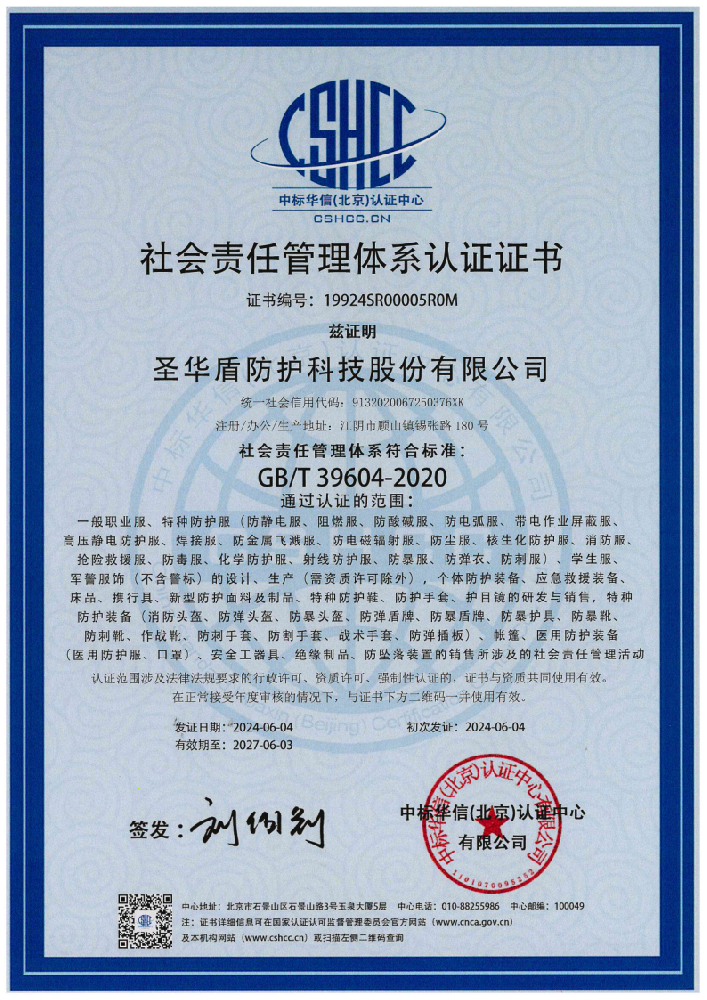 CSHCC
中标华信(北京)认证中心
CSHCC.CN
社会责任管理体系认证证书
证书编号：19924SR00005R0M
兹证明
圣华盾防护科技股份有限公司
统一社会信用代码：91320200672503761K
注册/办公/生产地址：江阴市顾山镇锡张路180号
社会责任管理体系符合标准：
GB/T 39604-2020
通过认证的范围：
一般职业服、特种防护服（防静电服、阻燃服、防酸碱服、防电弧服、带电作业屏蔽服、
高压静电防护服、焊接服、防金属飞溅服、防电磁辐射服、防尘服、核生化防护服、消防服、
抢险救援服、防毒服、化学防护服、射线防护服、防暴服、防弹衣、防刺服）、学生服、
军警服饰（不含警标）的设计、生产（需资质许可除外），个体防护装备、应急救援装备、
床品、携行具、新型防护面料及制品、特种防护鞋、防护手套、护目镜的研发与销售，特种
防护装备（消防头盔、防弹头盔、防暴头盔、防弹盾牌、防暴盾牌、防暴护具、防暴靴、
防刺靴、作战靴、防刺手套、防割手套、战术手套、防弹插板）、帐篷、医用防护装备
（医用防护服、口罩）、安全工器具、绝缘制品、防坠落装置的销售所涉及的社会责任管理活动
认证范围涉及法律法规要求的行政许可、资质许可、强制性认证的，证书与资质共同使用有效。
在正常接受年度审核的情况下，与证书下方二维码一并使用有效。
发证日期：2024-06-04 初次发证：2024-06-04
有效期至：2027-06-03
签发：
中标华信(北京)认证中心
有限公司
中标华信(北京)认证中心有限公司
中心地址：北京市石景山区石景山路3号玉泉大厦5层 中心电话：010-88255986 中心邮编：100049
注：证书详细信息可在国家认证认可监督管理委员会官方网站（www.cnca.gov.cn）
及本机构网站（www.cshcc.cn）或扫描左侧二维码查询